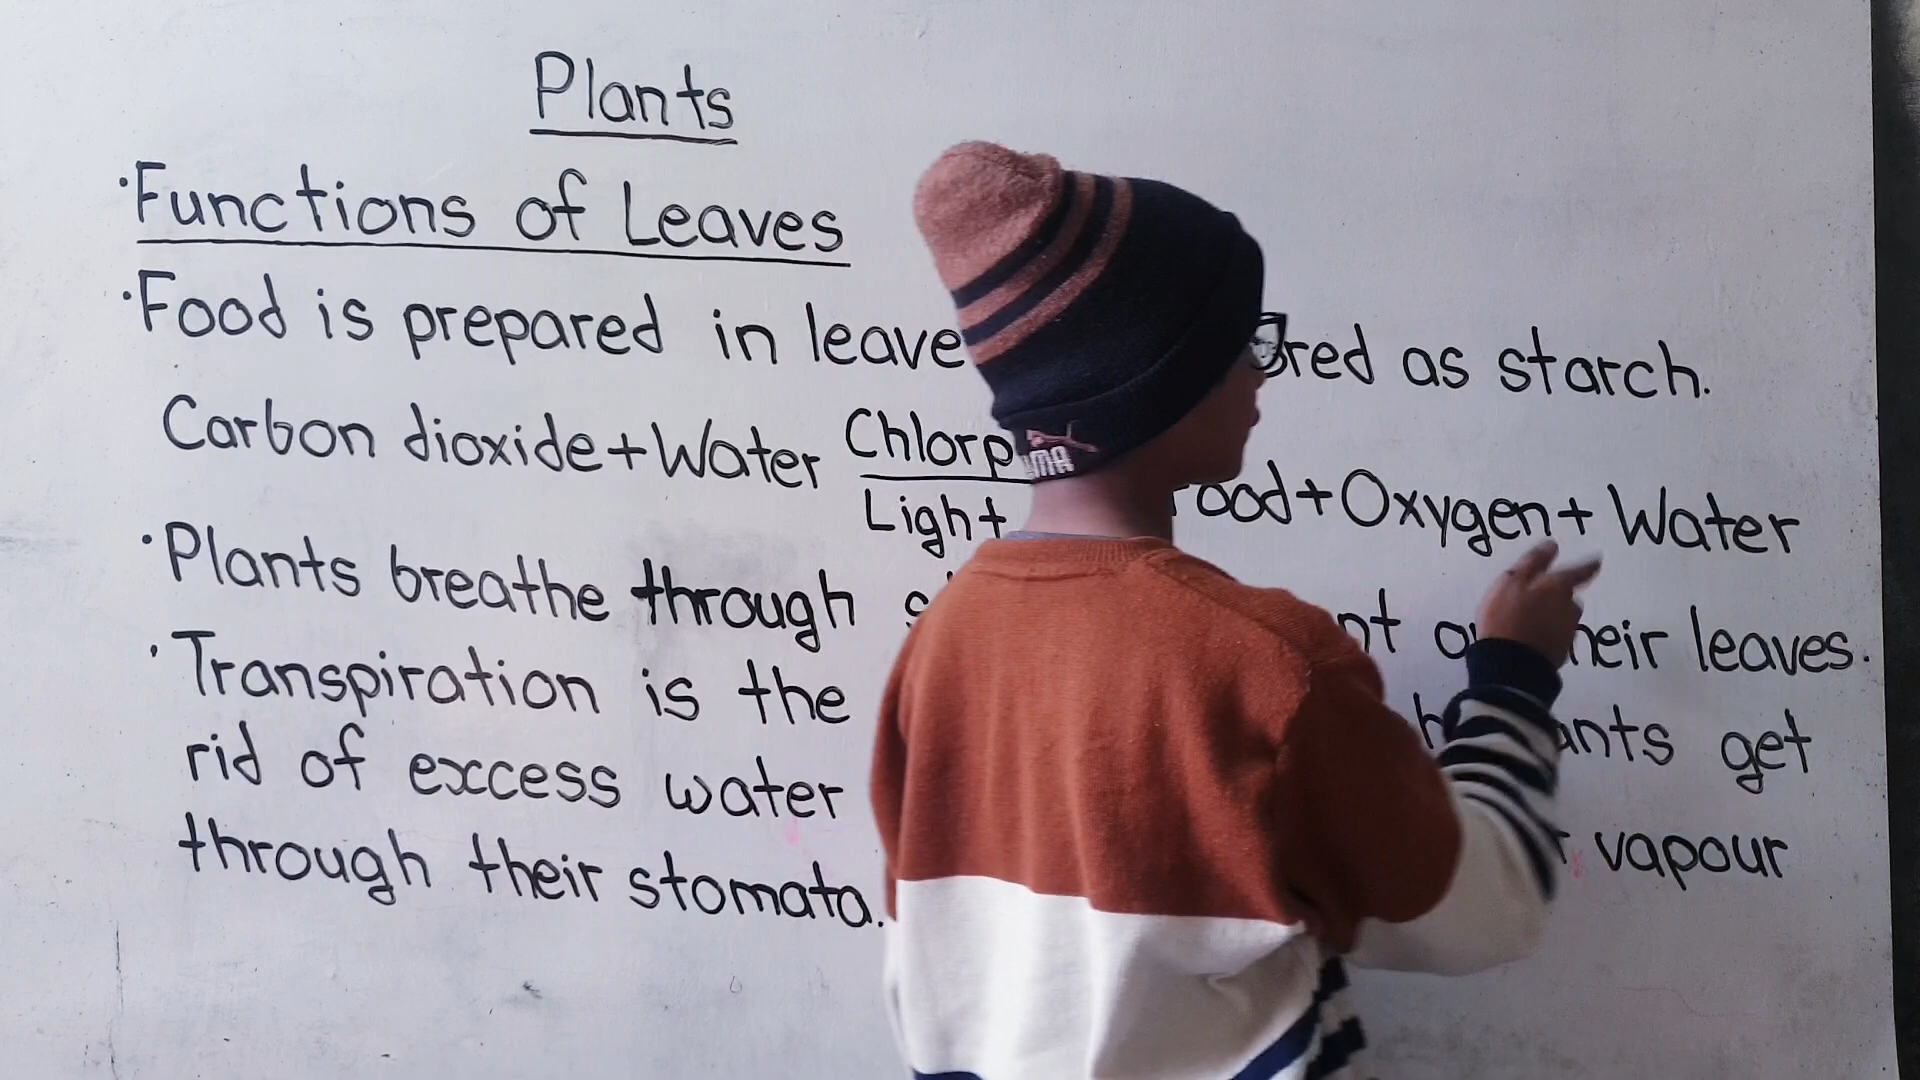 Plants
·Functions of Leaves
·Food is prepared in leave ored as starch.
Carbon dioxide+Water Chlorp ood+Oxygen+Water
Light
·Plants breathe through nt their leaves.
·Transpiration is the ants get
rid of excess water vapour
through their stomata.
PUMA